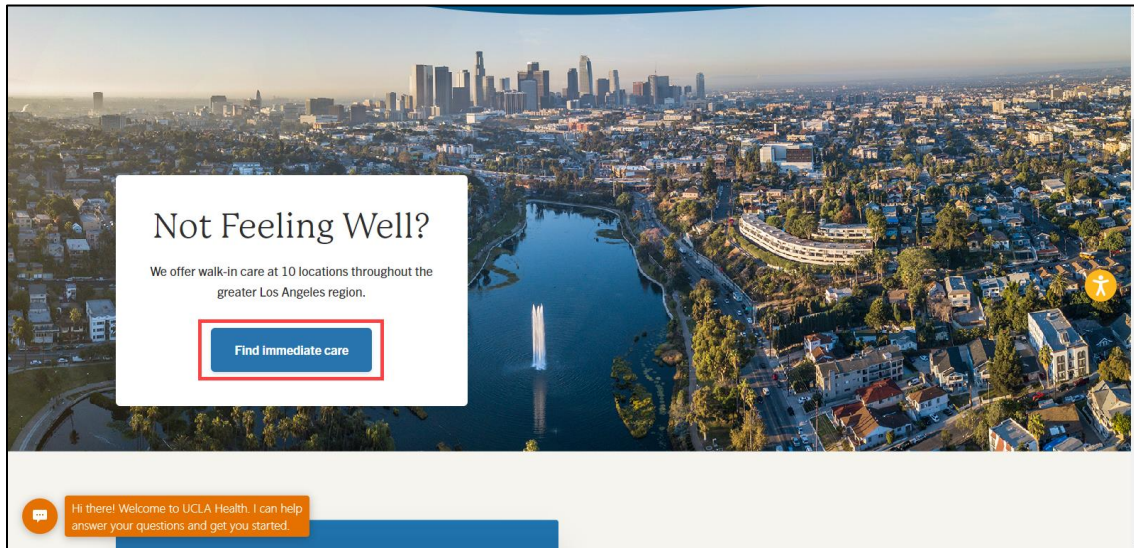 Not Feeling Well?
We offer walk-in care at 10 locations throughout the
greater Los Angeles region.
Find immediate care
Hi there! Welcome to UCLA Health. I can help
answer your questions and get you started.